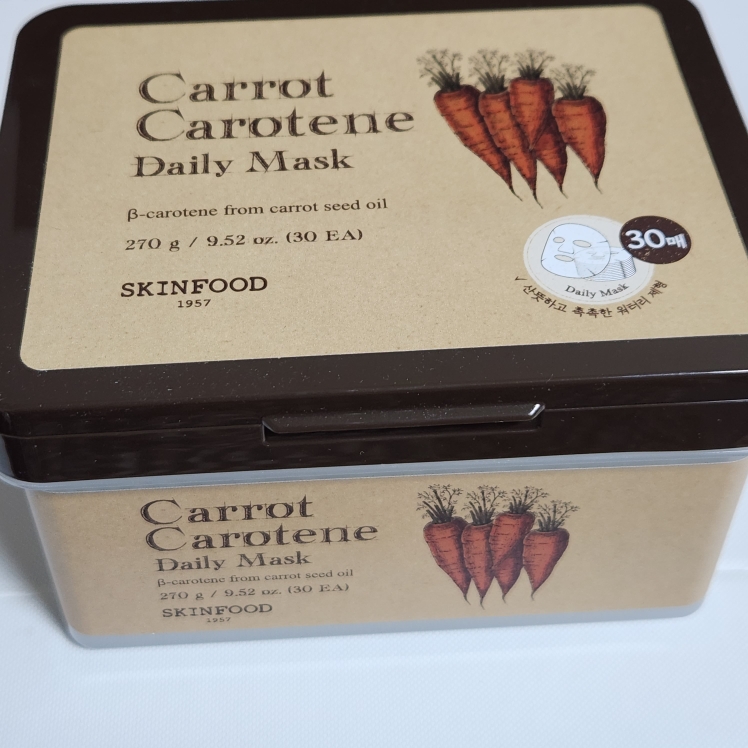 Carrot
Carotene
Daily Mask
β-carotene from carrot seed oil
270 g / 9.52 oz. (30 EA)
SKINFOOD
1957
30매
Daily Mask
산뜻하고 촉촉한 워터리 제형
Carrot
Carotene
Daily Mask
β-carotene from carrot seed oil
270 g / 9.52 oz. (30 EA)
SKINFOOD
1957